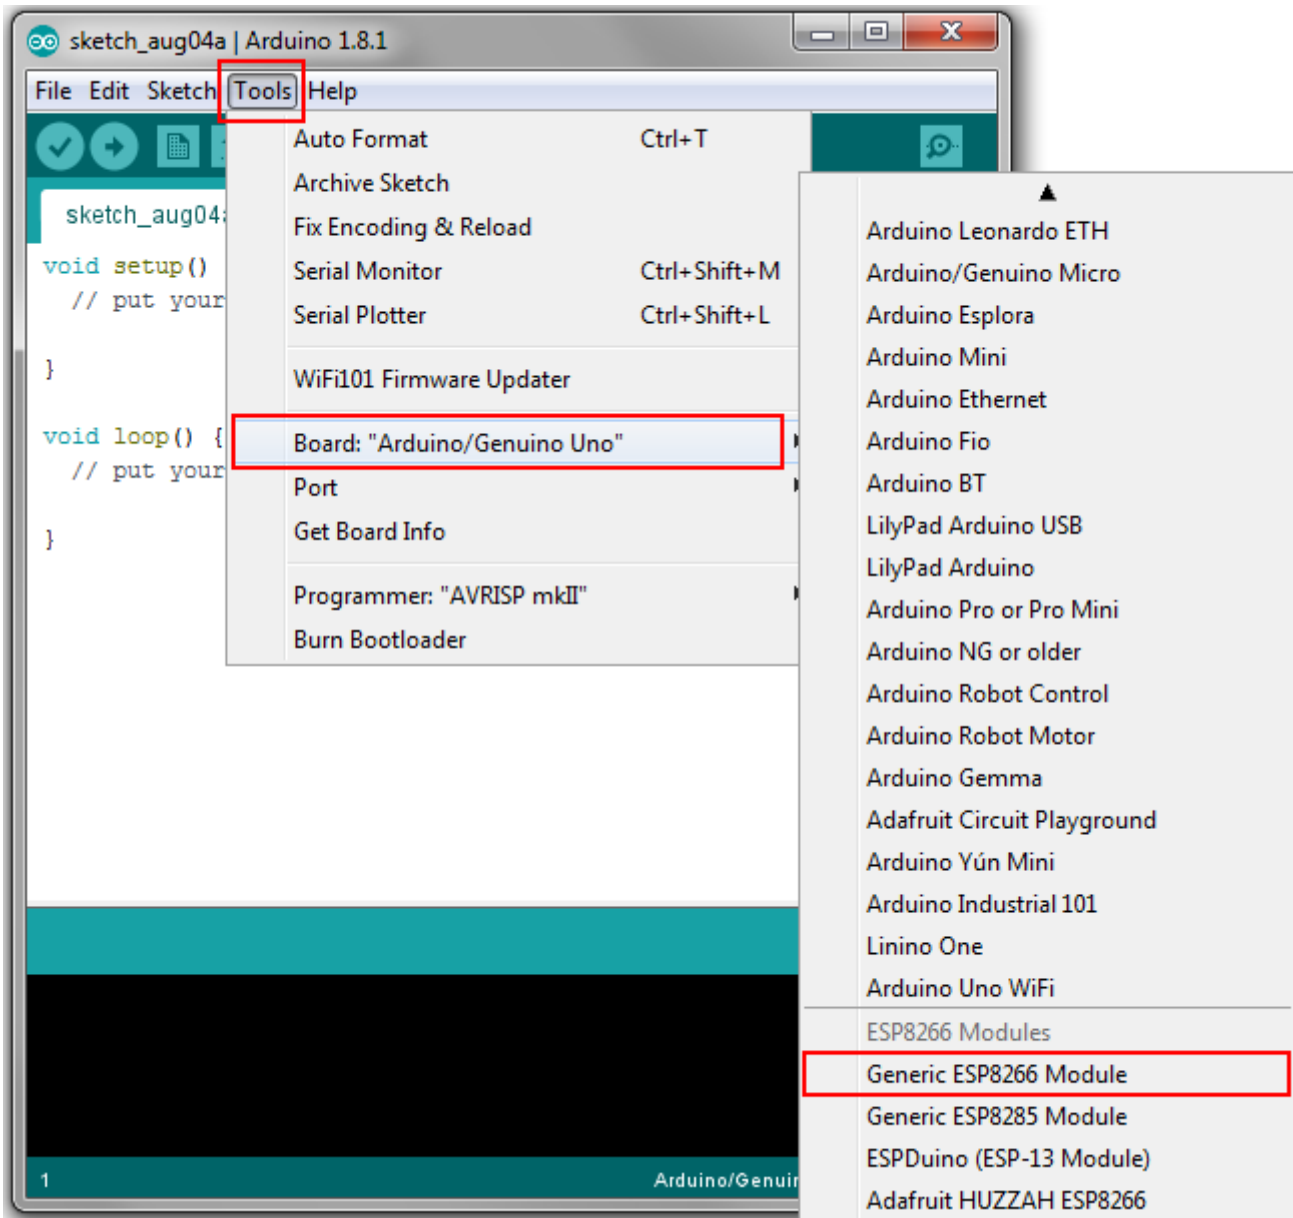 sketch_aug04a | Arduino 1.8.1
File Edit Sketch Tools Help
sketch_aug04a
void setup()
// put your
}
void loop() {
// put your
}
Auto Format Ctrl+T
Archive Sketch
Fix Encoding & Reload
Serial Monitor Ctrl+Shift+M
Serial Plotter Ctrl+Shift+L
WiFi101 Firmware Updater
Board: "Arduino/Genuino Uno"
Port
Get Board Info
Programmer: "AVRISP mkII"
Burn Bootloader
Arduino Leonardo ETH
Arduino/Genuino Micro
Arduino Esplora
Arduino Mini
Arduino Ethernet
Arduino Fio
Arduino BT
LilyPad Arduino USB
LilyPad Arduino
Arduino Pro or Pro Mini
Arduino NG or older
Arduino Robot Control
Arduino Robot Motor
Arduino Gemma
Adafruit Circuit Playground
Arduino Yún Mini
Arduino Industrial 101
Linino One
Arduino Uno WiFi
ESP8266 Modules
Generic ESP8266 Module
Generic ESP8285 Module
ESPDuino (ESP-13 Module)
Adafruit HUZZAH ESP8266
1 Arduino/Genuin